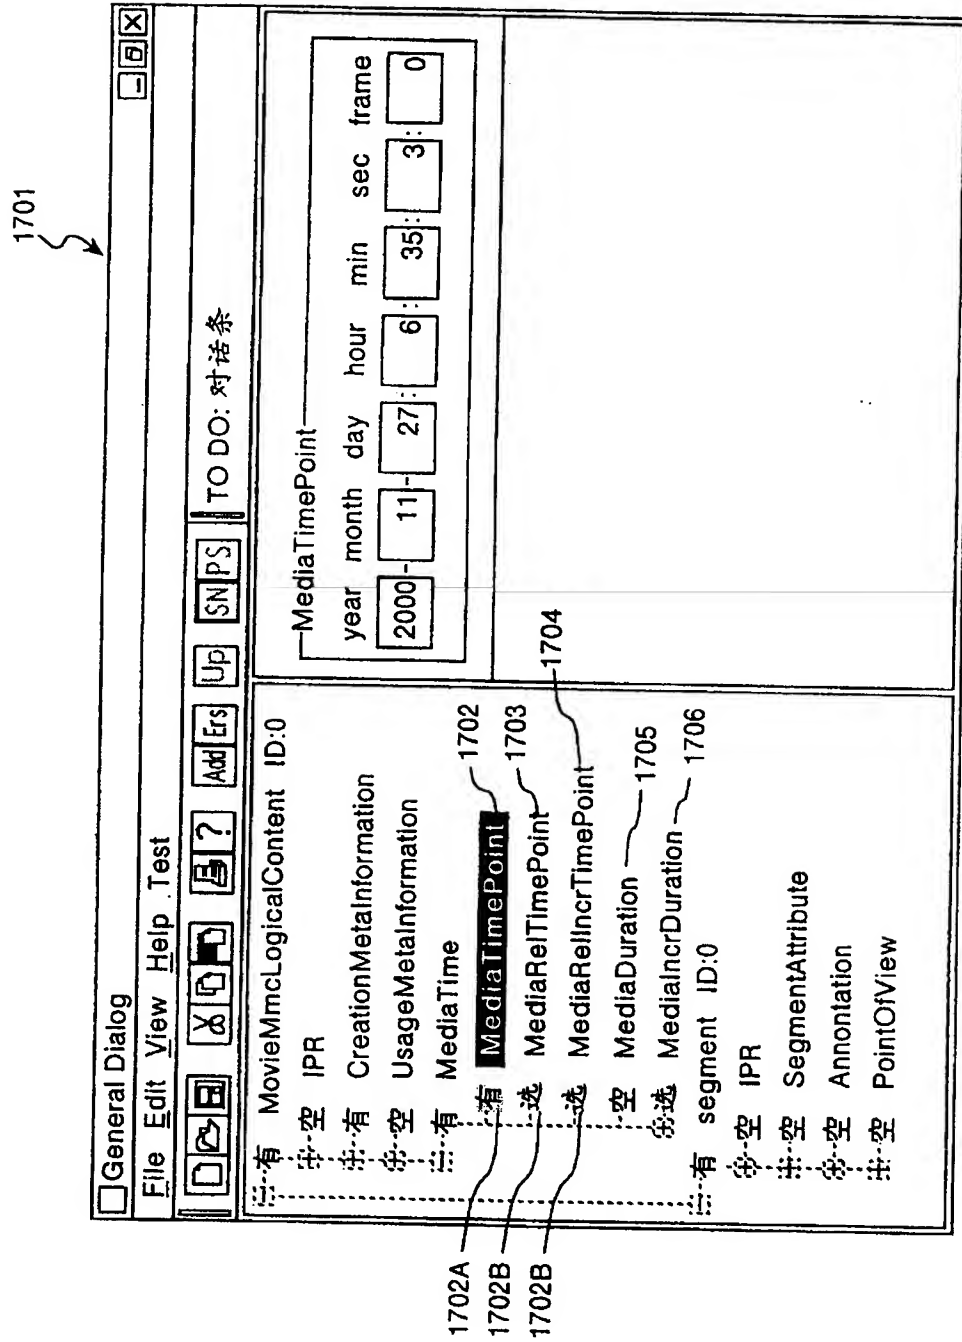 1701
General Dialog
File Edit View Help Test
Add Ers Up SN PS TO DO: 对话条
有 MovieMmcLogicalContent ID:0
空 IPR
有 CreationMetaInformation
空 UsageMetaInformation
有 MediaTime
有 MediaTimePoint
选 MediaRelTimePoint
选 MediaRelIncrTimePoint
空 MediaDuration
选 MediaIncrDuration
有 segment ID:0
空 IPR
空 SegmentAttribute
空 Annontation
空 PointOfView
1702
1703
1704
1705
1706
1702A
1702B
1702B
MediaTimePoint
year month day hour min sec frame
2000 - 11 - 27 : 6 : 35 : 3 : 0